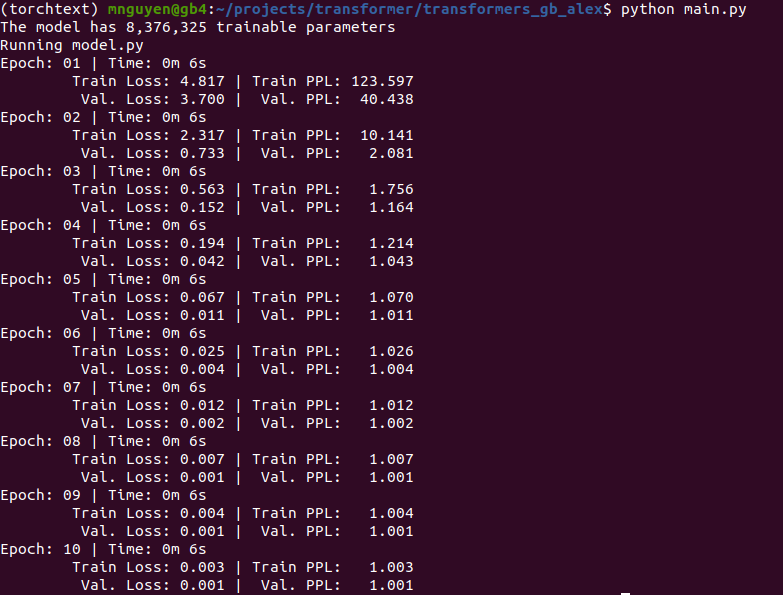 (torchtext) mnguyen@gb4:~/projects/transformer/transformers_gb_alex$ python main.py
The model has 8,376,325 trainable parameters
Running model.py
Epoch: 01 | Time: 0m 6s
Train Loss: 4.817 | Train PPL: 123.597
Val. Loss: 3.700 | Val. PPL: 40.438
Epoch: 02 | Time: 0m 6s
Train Loss: 2.317 | Train PPL: 10.141
Val. Loss: 0.733 | Val. PPL: 2.081
Epoch: 03 | Time: 0m 6s
Train Loss: 0.563 | Train PPL: 1.756
Val. Loss: 0.152 | Val. PPL: 1.164
Epoch: 04 | Time: 0m 6s
Train Loss: 0.194 | Train PPL: 1.214
Val. Loss: 0.042 | Val. PPL: 1.043
Epoch: 05 | Time: 0m 6s
Train Loss: 0.067 | Train PPL: 1.070
Val. Loss: 0.011 | Val. PPL: 1.011
Epoch: 06 | Time: 0m 6s
Train Loss: 0.025 | Train PPL: 1.026
Val. Loss: 0.004 | Val. PPL: 1.004
Epoch: 07 | Time: 0m 6s
Train Loss: 0.012 | Train PPL: 1.012
Val. Loss: 0.002 | Val. PPL: 1.002
Epoch: 08 | Time: 0m 6s
Train Loss: 0.007 | Train PPL: 1.007
Val. Loss: 0.001 | Val. PPL: 1.001
Epoch: 09 | Time: 0m 6s
Train Loss: 0.004 | Train PPL: 1.004
Val. Loss: 0.001 | Val. PPL: 1.001
Epoch: 10 | Time: 0m 6s
Train Loss: 0.003 | Train PPL: 1.003
Val. Loss: 0.001 | Val. PPL: 1.001